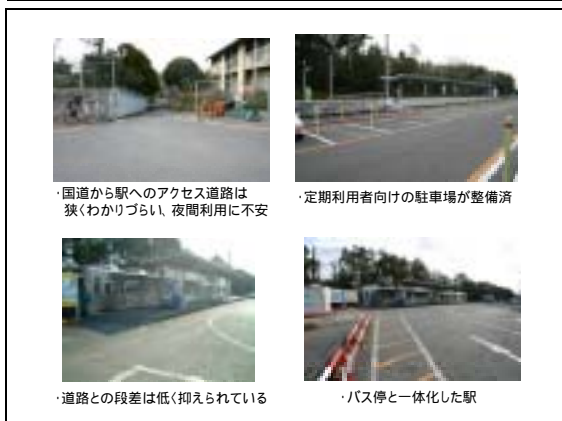 ・国道から駅へのアクセス道路は
狭くわかりづらい、夜間利用に不安
・定期利用者向けの駐車場が整備済
・道路との段差は低く抑えられている
・バス停と一体化した駅